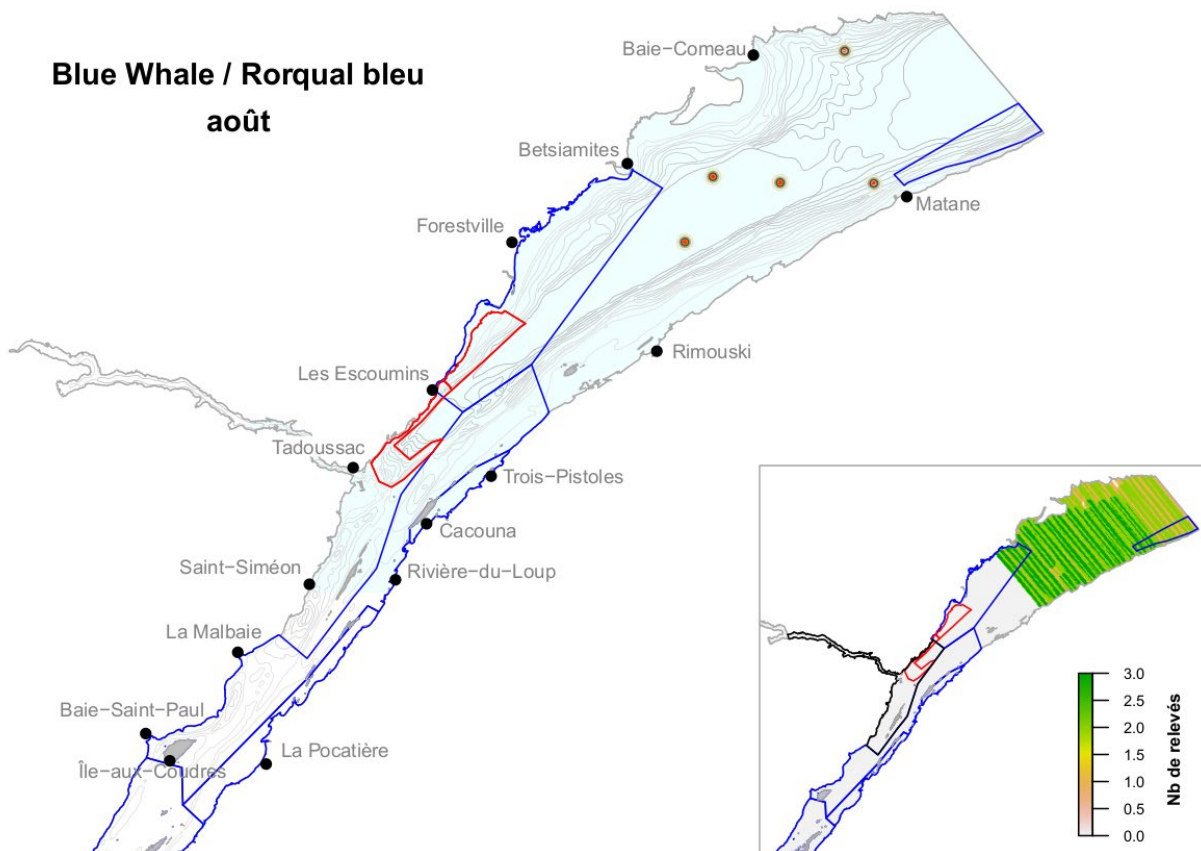 Blue Whale / Rorqual bleu
août
Baie−Comeau
Betsiamites
Matane
Forestville
Rimouski
Les Escoumins
Tadoussac
Trois−Pistoles
Cacouna
Saint−Siméon
Rivière−du−Loup
La Malbaie
Baie−Saint−Paul
La Pocatière
Île−aux−Coudres
3.0
2.5
2.0
1.5
1.0
0.5
0.0
Nb de relevés